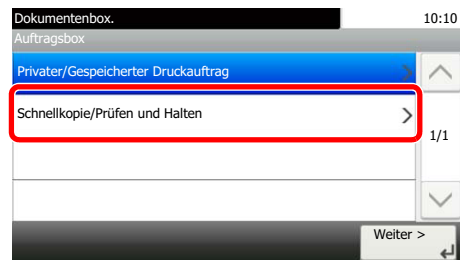 Dokumentenbox. 10:10
Auftragsbox
Privater/Gespeicherter Druckauftrag
Schnellkopie/Prüfen und Halten
1/1
Weiter >